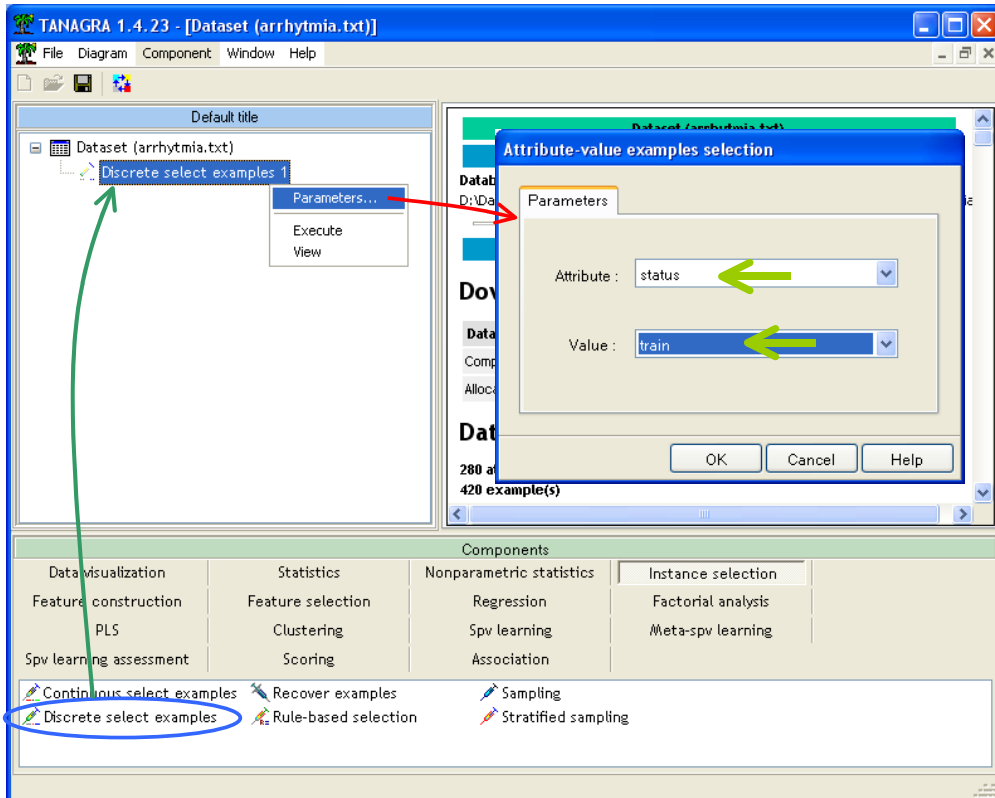 TANAGRA 1.4.23 - [Dataset (arrhytmia.txt)]
File Diagram Component Window Help
Default title
Dataset (arrhytmia.txt)
Discrete select examples 1
Parameters...
Execute
View
Dataset (arrhytmia.txt)
Datab
D:\Da
Dov
Data
Comp
Alloca
Dat
280 at
420 example(s)
Attribute-value examples selection
Parameters
Attribute :
status
Value :
train
OK
Cancel
Help
Components
Data visualization
Statistics
Nonparametric statistics
Instance selection
Feature construction
Feature selection
Regression
Factorial analysis
PLS
Clustering
Spv learning
Meta-spv learning
Spv learning assessment
Scoring
Association
Continuous select examples
Recover examples
Sampling
Discrete select examples
Rule-based selection
Stratified sampling